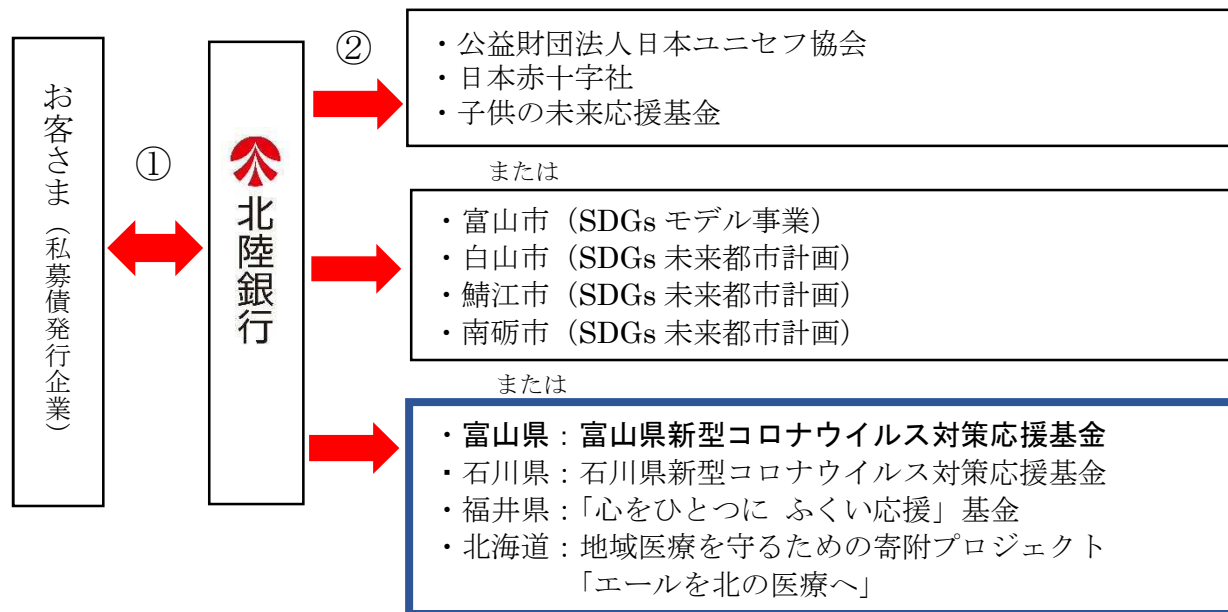 お客さま（私募債発行企業）
①
北陸銀行
②
・公益財団法人日本ユニセフ協会
・日本赤十字社
・子供の未来応援基金
または
・富山市（SDGs モデル事業）
・白山市（SDGs 未来都市計画）
・鯖江市（SDGs 未来都市計画）
・南砺市（SDGs 未来都市計画）
または
・富山県：富山県新型コロナウイルス対策応援基金
・石川県：石川県新型コロナウイルス対策応援基金
・福井県：「心をひとつに ふくい応援」基金
・北海道：地域医療を守るための寄附プロジェクト
「エールを北の医療へ」